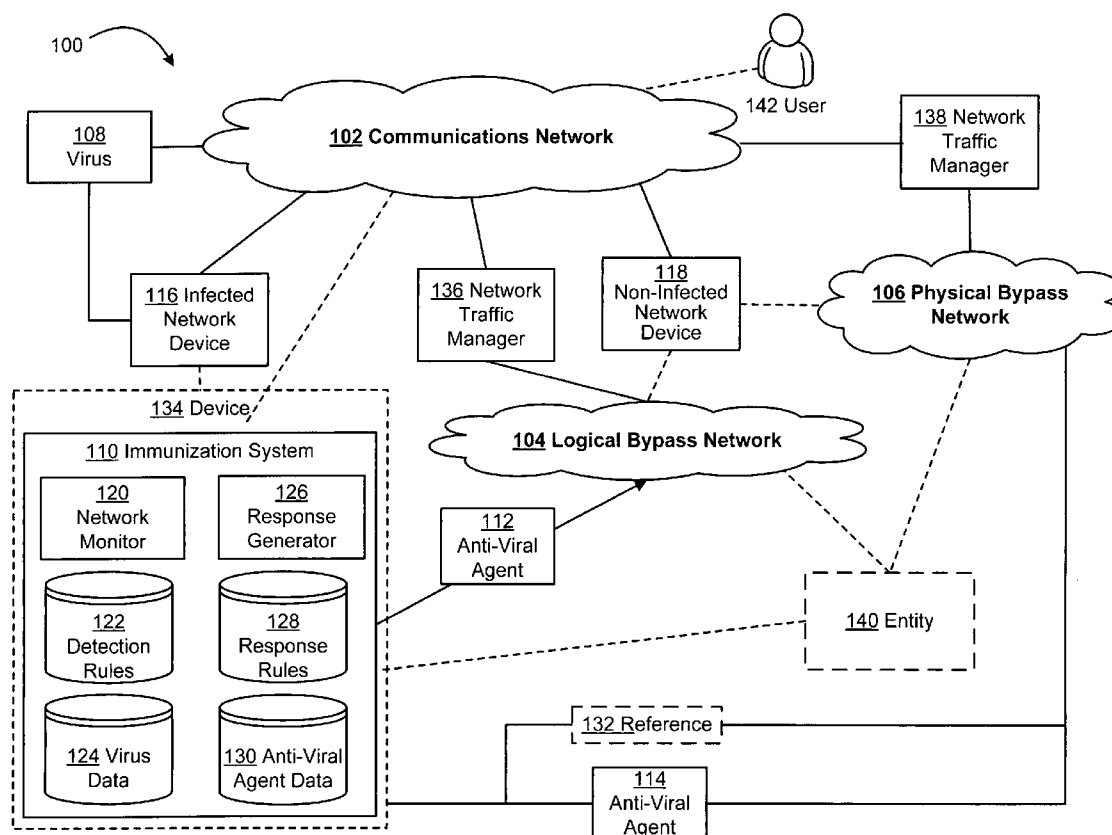 100
142 User
102 Communications Network
108
Virus
138 Network
Traffic
Manager
116 Infected
Network
Device
136 Network
Traffic
Manager
118
Non-Infected
Network
Device
106 Physical Bypass
Network
134 Device
104 Logical Bypass Network
110 Immunization System
120
Network
Monitor
126
Response
Generator
112
Anti-Viral
Agent
122
Detection
Rules
128
Response
Rules
140 Entity
132 Reference
124 Virus
Data
130 Anti-Viral
Agent Data
114
Anti-Viral
Agent